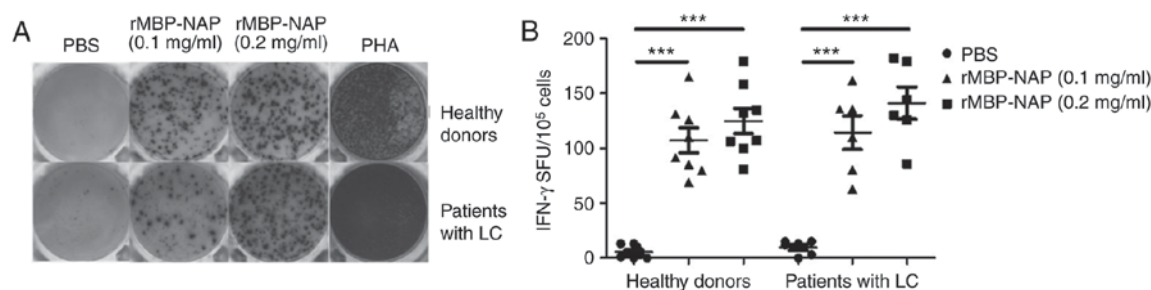 A
PBS
rMBP-NAP
(0.1 mg/ml)
rMBP-NAP
(0.2 mg/ml)
PHA
Healthy
donors
Patients
with LC
B
IFN-γ SFU/10⁵ cells
200
150
100
50
0
***
***
***
***
Healthy donors
Patients with LC
PBS
rMBP-NAP (0.1 mg/ml)
rMBP-NAP (0.2 mg/ml)